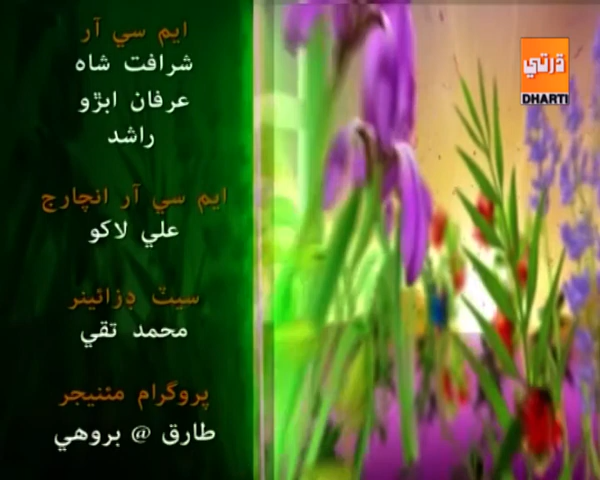 ايم سي آر
شرافت شاه
عرفان ابڙو
راشد
ايم سي آر انچارج
علي لاکو
سيٽ ڊزائينر
محمد تقي
پروگرام مئنيجر
طارق @ بروهي
ڌرتي
DHARTI